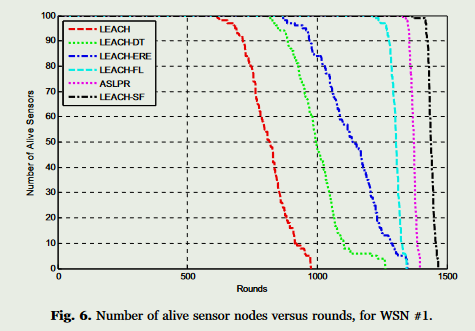 100
90
80
70
60
50
40
30
20
10
0
Number of Alive Sensors
LEACH
LEACH-DT
LEACH-ERE
LEACH-FL
ASLPR
LEACH-SF
0 500 1000 1500
Rounds
Fig. 6. Number of alive sensor nodes versus rounds, for WSN #1.